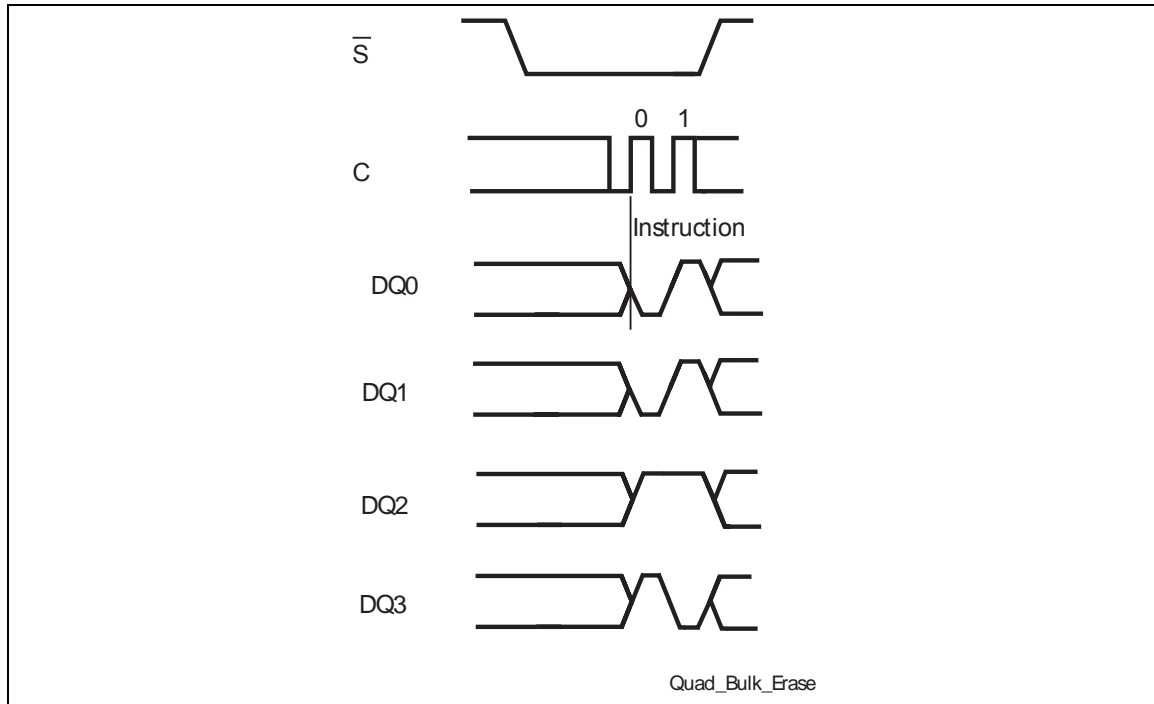 S̅
0 1
C
Instruction
DQ0
DQ1
DQ2
DQ3
Quad_Bulk_Erase